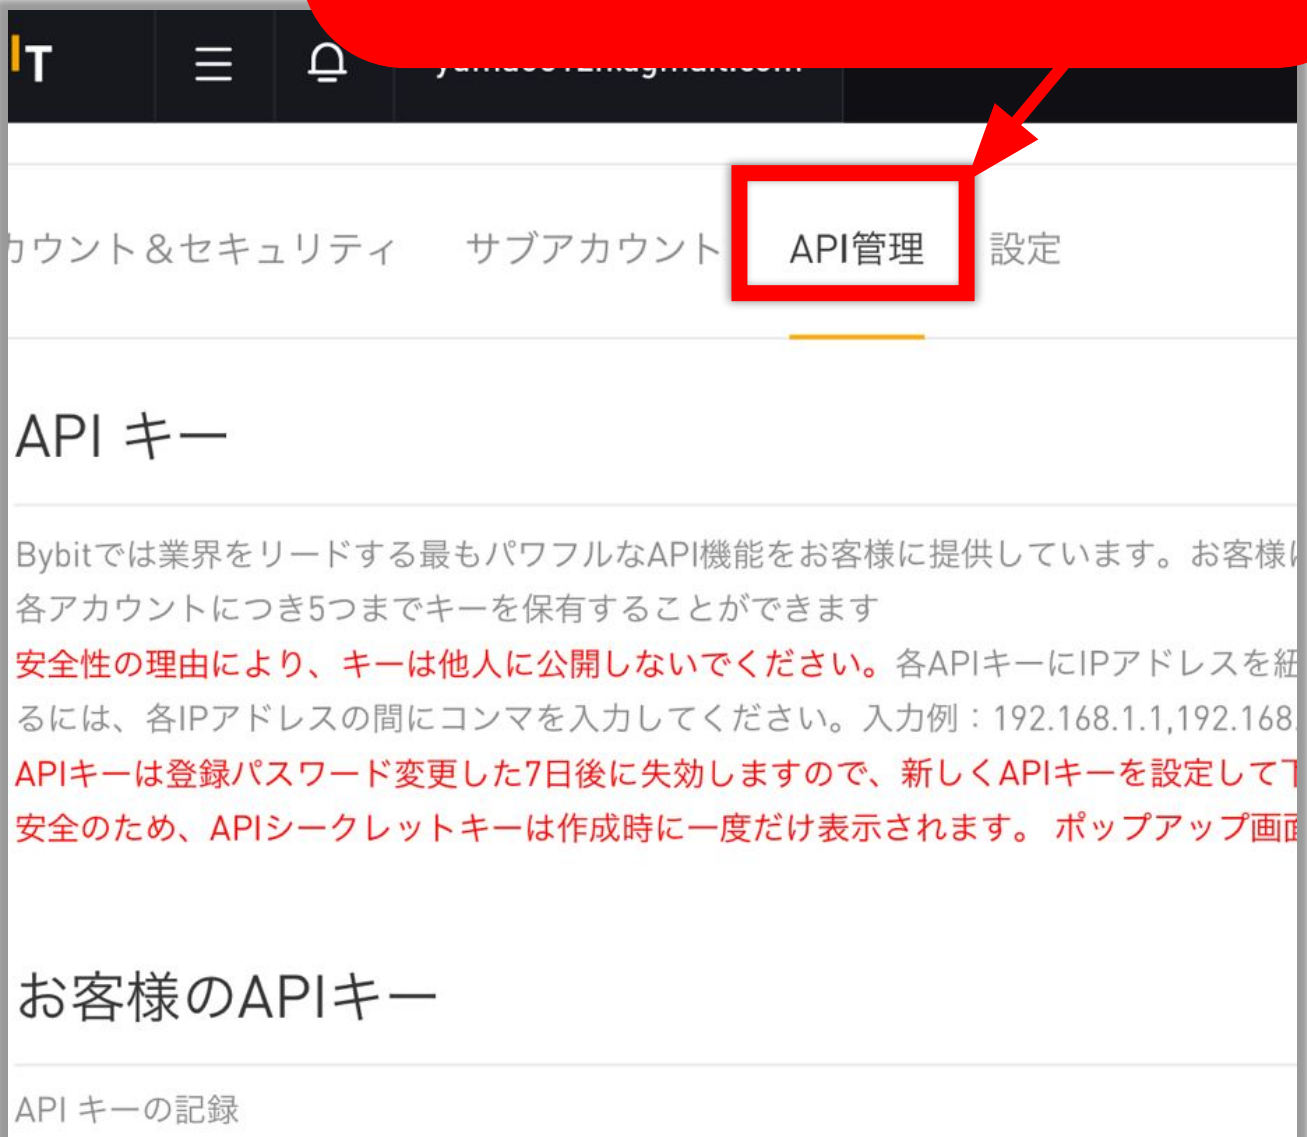 T
カウント＆セキュリティ サブアカウント API管理 設定
API キー
Bybitでは業界をリードする最もパワフルなAPI機能をお客様に提供しています。お客様に
各アカウントにつき5つまでキーを保有することができます
安全性の理由により、キーは他人に公開しないでください。各APIキーにIPアドレスを紐
るには、各IPアドレスの間にコンマを入力してください。入力例：192.168.1.1,192.168.
APIキーは登録パスワード変更した7日後に失効しますので、新しくAPIキーを設定して下
安全のため、APIシークレットキーは作成時に一度だけ表示されます。 ポップアップ画面
お客様のAPIキー
API キーの記録